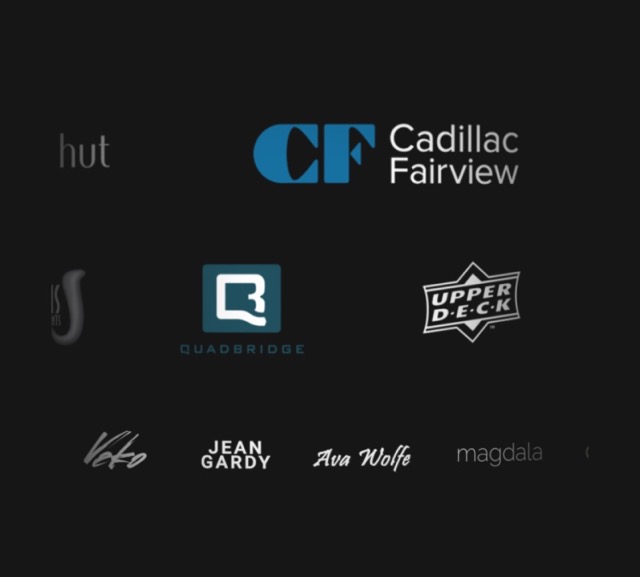 hut
CF Cadillac
Fairview
QUADBRIDGE
UPPER
D·E·C·K
Veko
JEAN
GARDY
Ava Wolfe
magdala